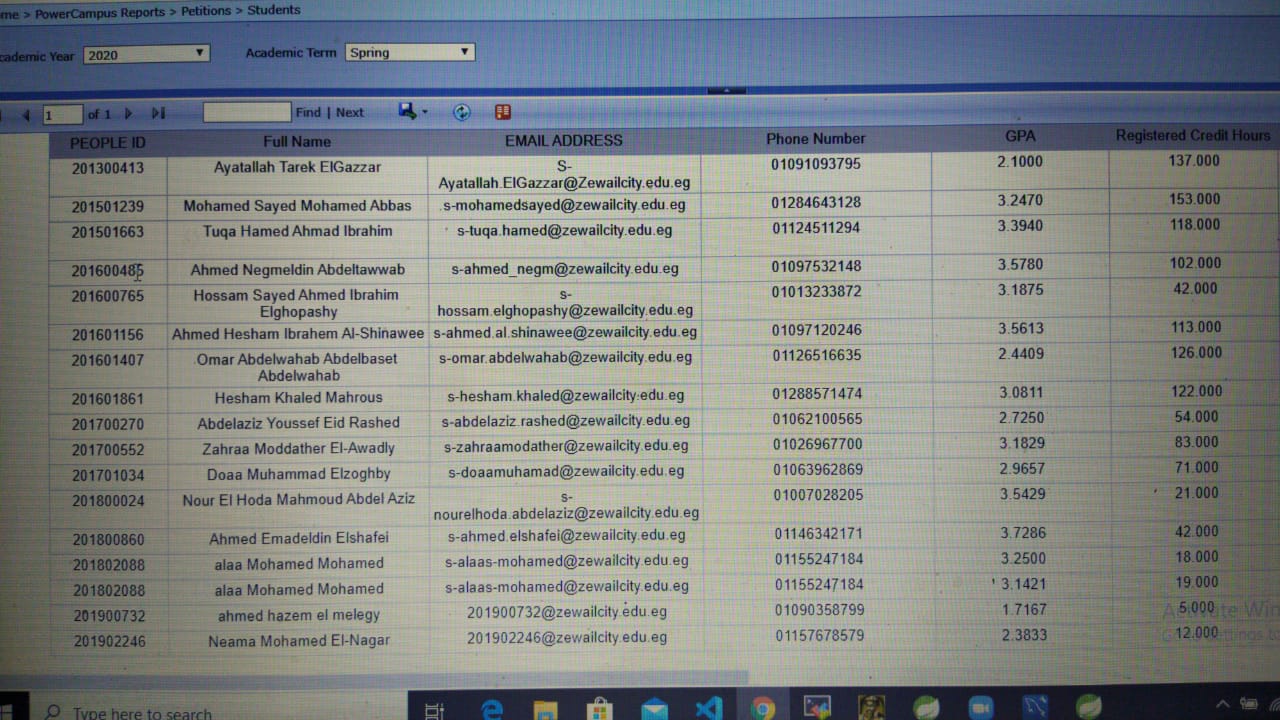 me > PowerCampus Reports > Petitions > Students
cademic Year 2020 Academic Term Spring
1 of 1 Find | Next
PEOPLE ID Full Name EMAIL ADDRESS Phone Number GPA Registered Credit Hours
201300413 Ayatallah Tarek ElGazzar S-
Ayatallah.ElGazzar@Zewailcity.edu.eg 01091093795 2.1000 137.000
201501239 Mohamed Sayed Mohamed Abbas s-mohamedsayed@zewailcity.edu.eg 01284643128 3.2470 153.000
201501663 Tuqa Hamed Ahmad Ibrahim s-tuqa.hamed@zewailcity.edu.eg 01124511294 3.3940 118.000
201600485 Ahmed Negmeldin Abdeltawwab s-ahmed_negm@zewailcity.edu.eg 01097532148 3.5780 102.000
201600765 Hossam Sayed Ahmed Ibrahim s- 01013233872 3.1875 42.000
Elghopashy hossam.elghopashy@zewailcity.edu.eg
201601156 Ahmed Hesham Ibrahem Al-Shinawee s-ahmed.al.shinawee@zewailcity.edu.eg 01097120246 3.5613 113.000
201601407 Omar Abdelwahab Abdelbaset s-omar.abdelwahab@zewailcity.edu.eg 01126516635 2.4409 126.000
Abdelwahab
201601861 Hesham Khaled Mahrous s-hesham.khaled@zewailcity.edu.eg 01288571474 3.0811 122.000
201700270 Abdelaziz Youssef Eid Rashed s-abdelaziz.rashed@zewailcity.edu.eg 01062100565 2.7250 54.000
201700552 Zahraa Moddather El-Awadly s-zahraamodather@zewailcity.edu.eg 01026967700 3.1829 83.000
201701034 Doaa Muhammad Elzoghby s-doaamuhamad@zewailcity.edu.eg 01063962869 2.9657 71.000
201800024 Nour El Hoda Mahmoud Abdel Aziz s- 01007028205 3.5429 21.000
nourelhoda.abdelaziz@zewailcity.edu.eg
201800860 Ahmed Emadeldin Elshafei s-ahmed.elshafei@zewailcity.edu.eg 01146342171 3.7286 42.000
201802088 alaa Mohamed Mohamed s-alaas-mohamed@zewailcity.edu.eg 01155247184 3.2500 18.000
201802088 alaa Mohamed Mohamed s-alaas-mohamed@zewailcity.edu.eg 01155247184 3.1421 19.000
201900732 ahmed hazem el melegy 201900732@zewailcity.edu.eg 01090358799 1.7167 5.000
201902246 Neama Mohamed El-Nagar 201902246@zewailcity.edu.eg 01157678579 2.3833 12.000
Type here to search